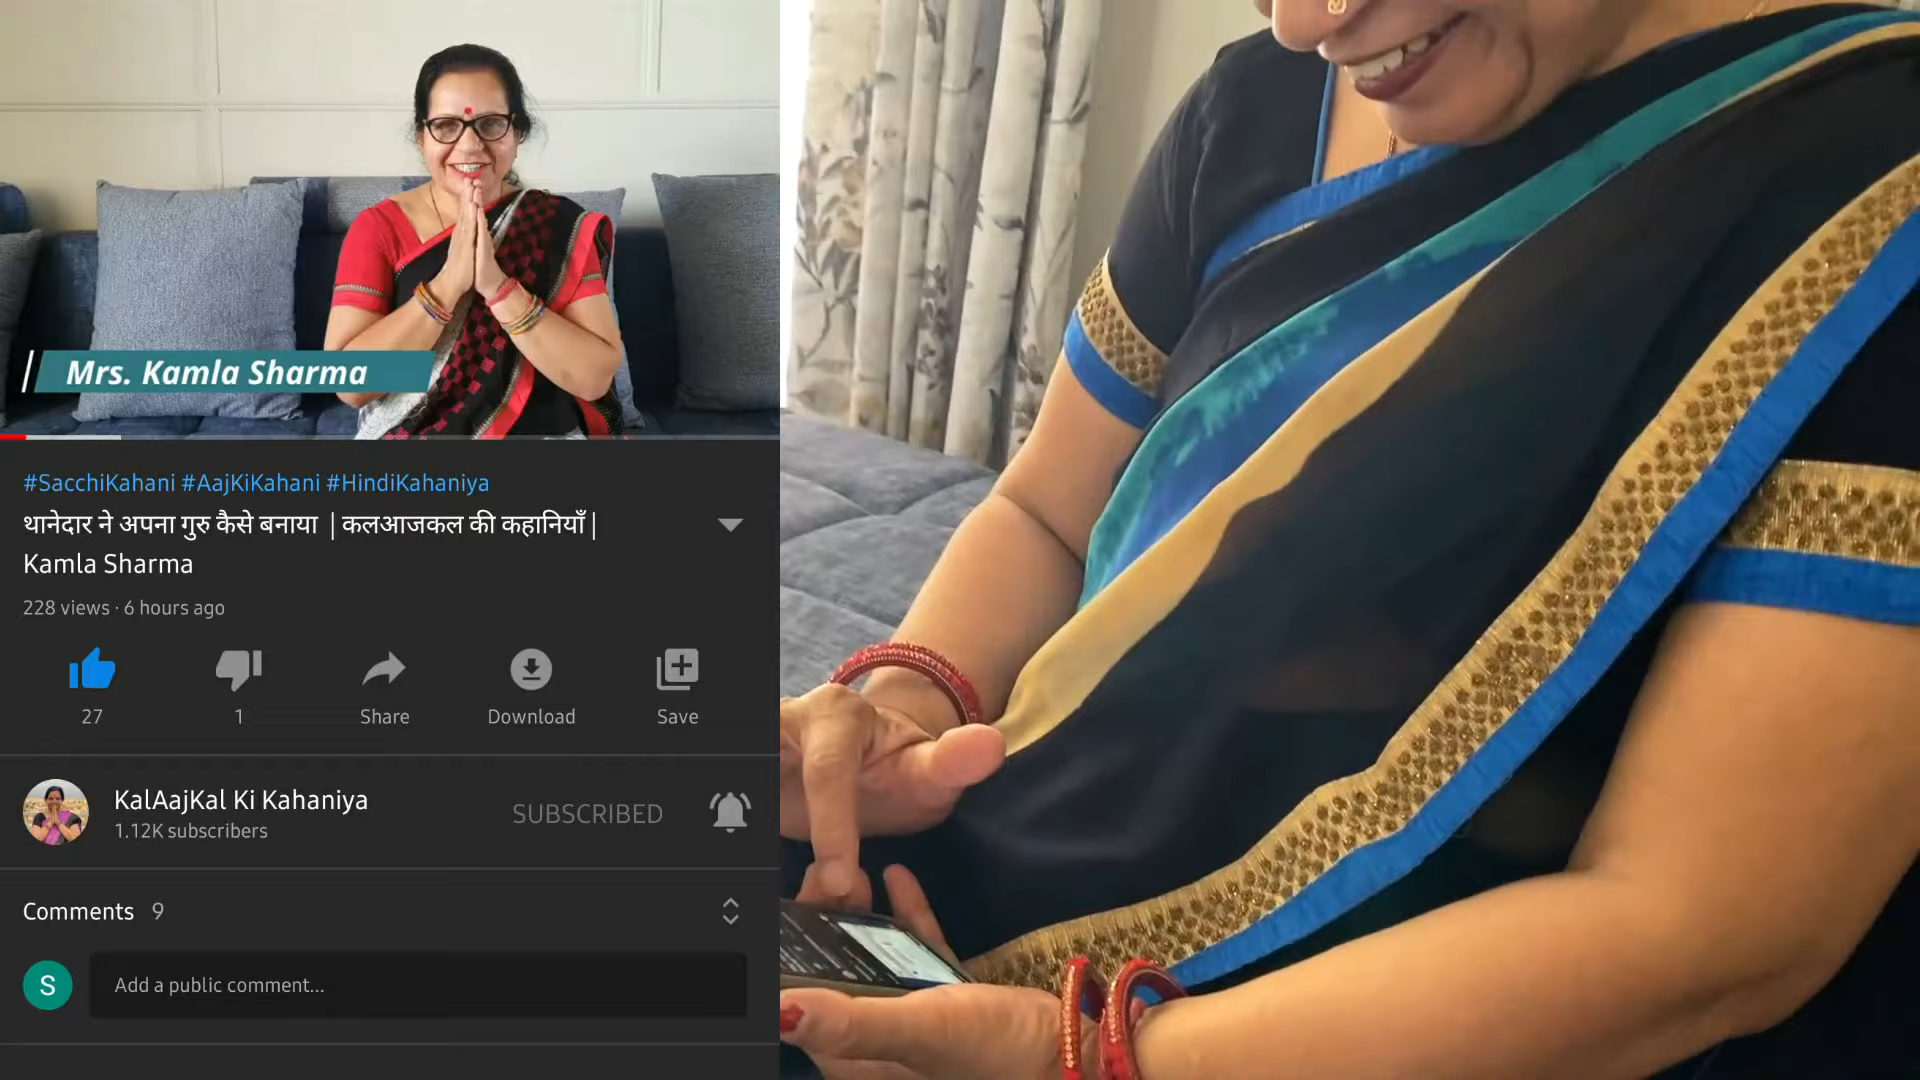 Mrs. Kamla Sharma
#SacchiKahani #AajKiKahani #HindiKahaniya
थानेदार ने अपना गुरु कैसे बनाया | कलआजकल की कहानियाँ |
Kamla Sharma
228 views · 6 hours ago
27
1
Share
Download
Save
KalAajKal Ki Kahaniya
1.12K subscribers
SUBSCRIBED
Comments 9
S
Add a public comment...